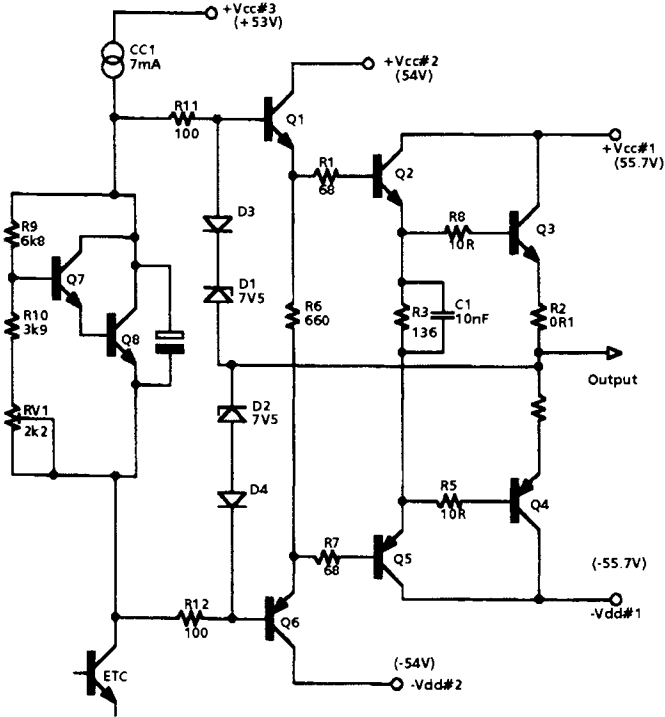 +Vcc#3
(+53V)
CC1
7mA
+Vcc#2
(54V)
R11
100
Q1
R1
68
Q2
+Vcc#1
(55.7V)
D3
R8
10R
Q3
R9
6k8
Q7
D1
7V5
R6
660
R3
136
C1
10nF
R2
0R1
R10
3k9
Q8
Output
RV1
2k2
D2
7V5
D4
R5
10R
Q4
R7
68
Q5
(-55.7V)
-Vdd#1
R12
100
Q6
ETC
(-54V)
-Vdd#2